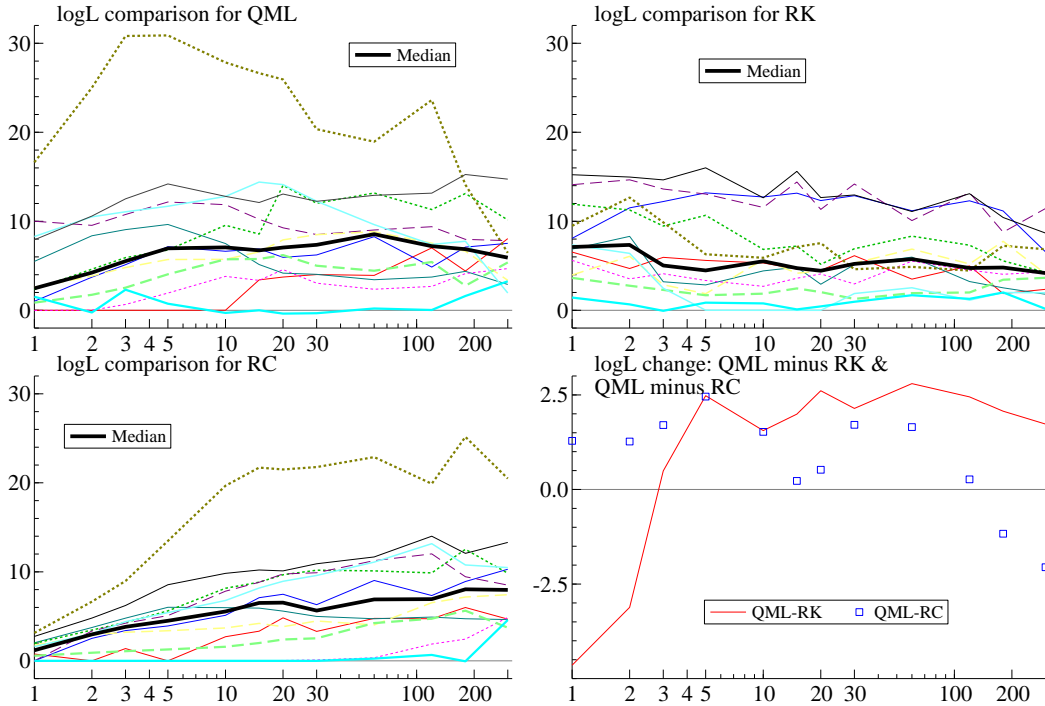 logL comparison for QML
30
20
10
0
Median
1 2 3 4 5 10 20 30 100 200
logL comparison for RK
30
20
10
0
Median
1 2 3 4 5 10 20 30 100 200
logL comparison for RC
30
20
10
0
Median
1 2 3 4 5 10 20 30 100 200
logL change: QML minus RK &
QML minus RC
2.5
0.0
-2.5
QML-RK QML-RC
1 2 3 4 5 10 20 30 100 200